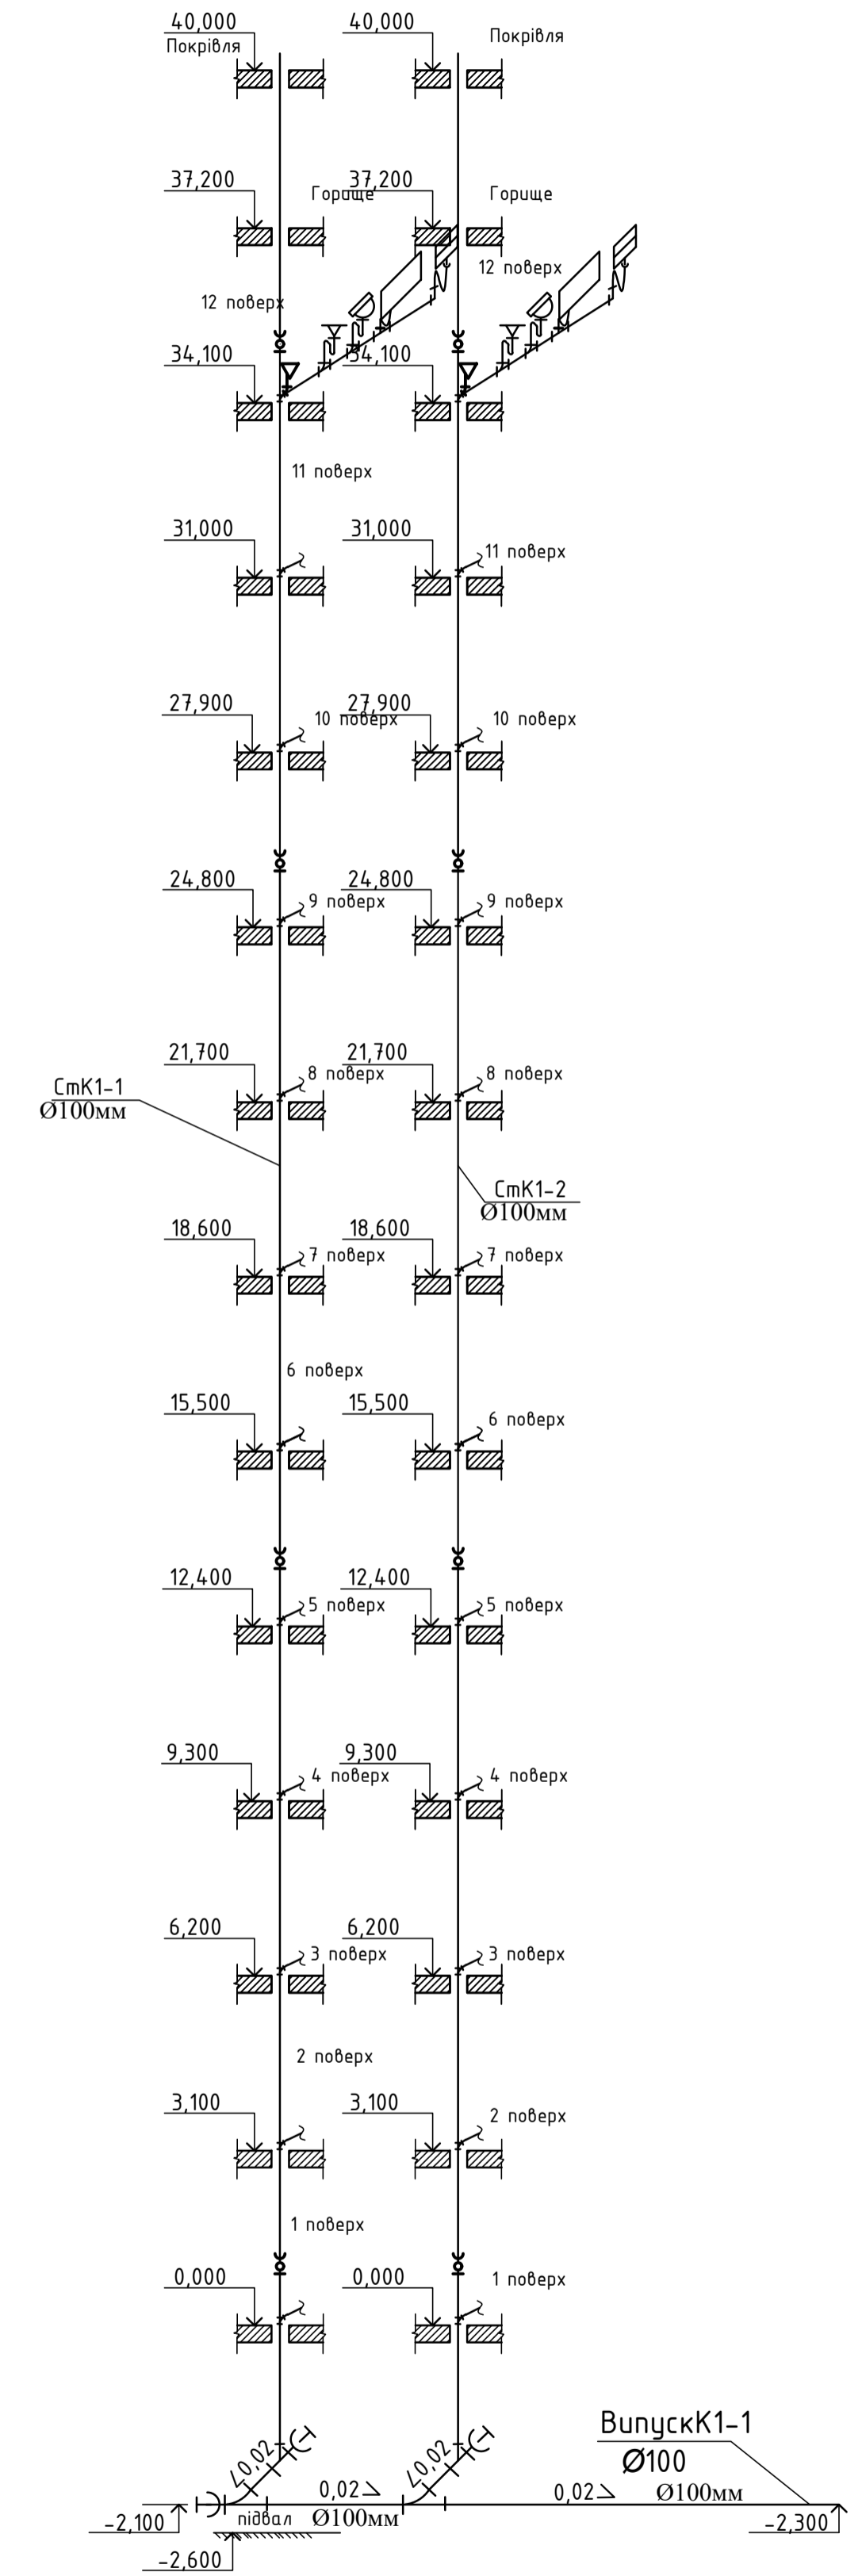 40,000
40,000
Покрівля
Покрівля
37,200
37,200
Горище
Горище
12 поверх
12 поверх
34,100
34,100
11 поверх
31,000
31,000
11 поверх
27,900
27,900
10 поверх
10 поверх
24,800
24,800
9 поверх
9 поверх
21,700
21,700
8 поверх
8 поверх
СтК1-1
Ø100мм
СтК1-2
Ø100мм
18,600
18,600
7 поверх
7 поверх
6 поверх
15,500
15,500
6 поверх
12,400
12,400
5 поверх
5 поверх
9,300
9,300
4 поверх
4 поверх
6,200
6,200
3 поверх
3 поверх
2 поверх
3,100
3,100
2 поверх
1 поверх
0,000
0,000
1 поверх
ВипускК1-1
Ø100
0,02
0,02
0,02
0,02
Ø100мм
-2,100
підвал
Ø100мм
-2,300
-2,600